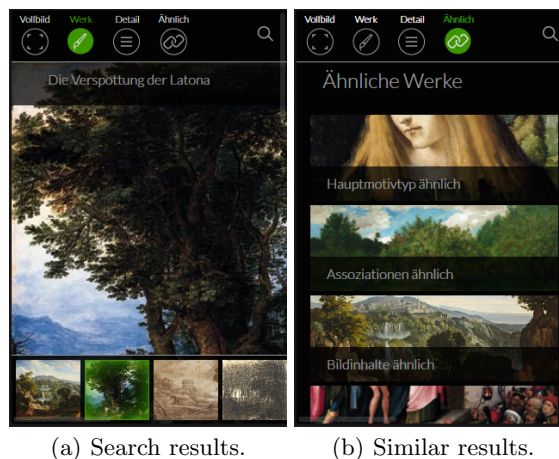 Vollbild Werk Detail Ähnlich
Die Verspottung der Latona
(a) Search results.
Vollbild Werk Detail Ähnlich
Ähnliche Werke
Hauptmotivtyp ähnlich
Assoziationen ähnlich
Bildinhalte ähnlich
(b) Similar results.